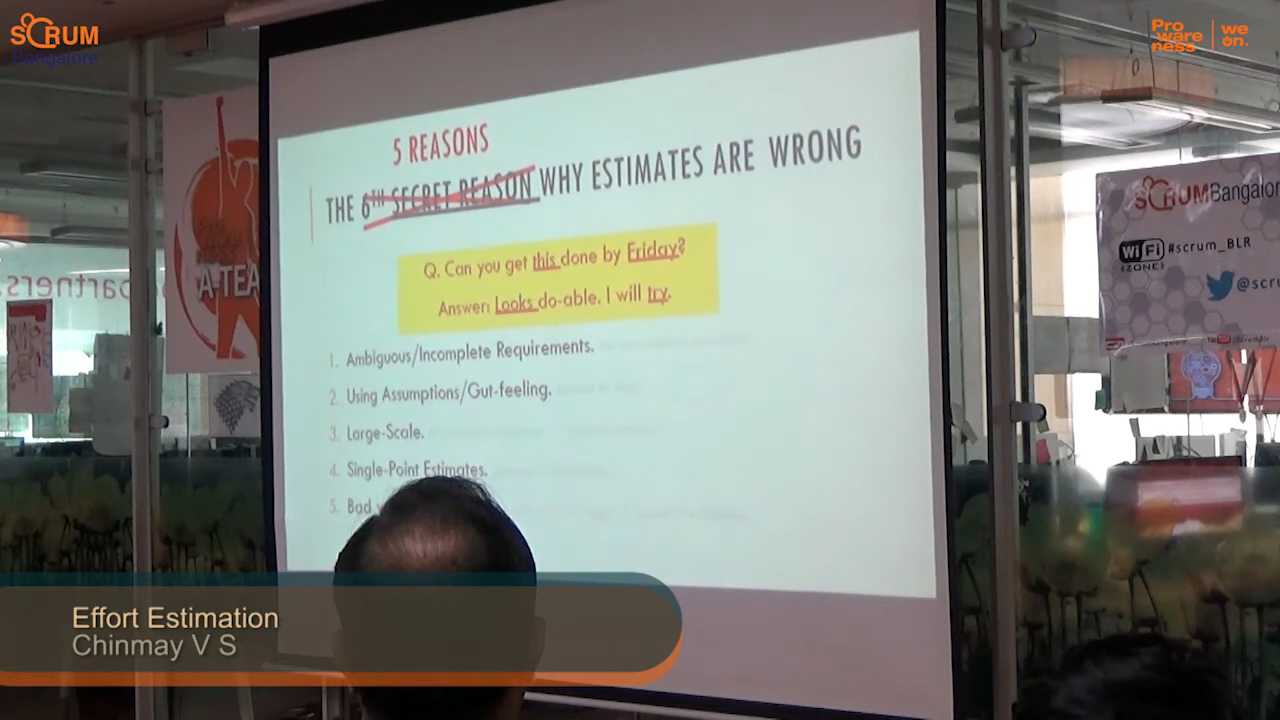 SCRUM
Bangalore
Pro
ware
ness
we
on.
5 REASONS
THE 6TH SECRET REASON WHY ESTIMATES ARE WRONG
Q. Can you get this done by Friday?
Answer: Looks do-able. I will try.
1. Ambiguous/Incomplete Requirements.
2. Using Assumptions/Gut-feeling.
3. Large-Scale.
4. Single-Point Estimates.
5. Bad
A-TEA
partners
SCRUMBangalor
WiFi
ZONE
#scrum_BLR
@scru
Effort Estimation
Chinmay V S